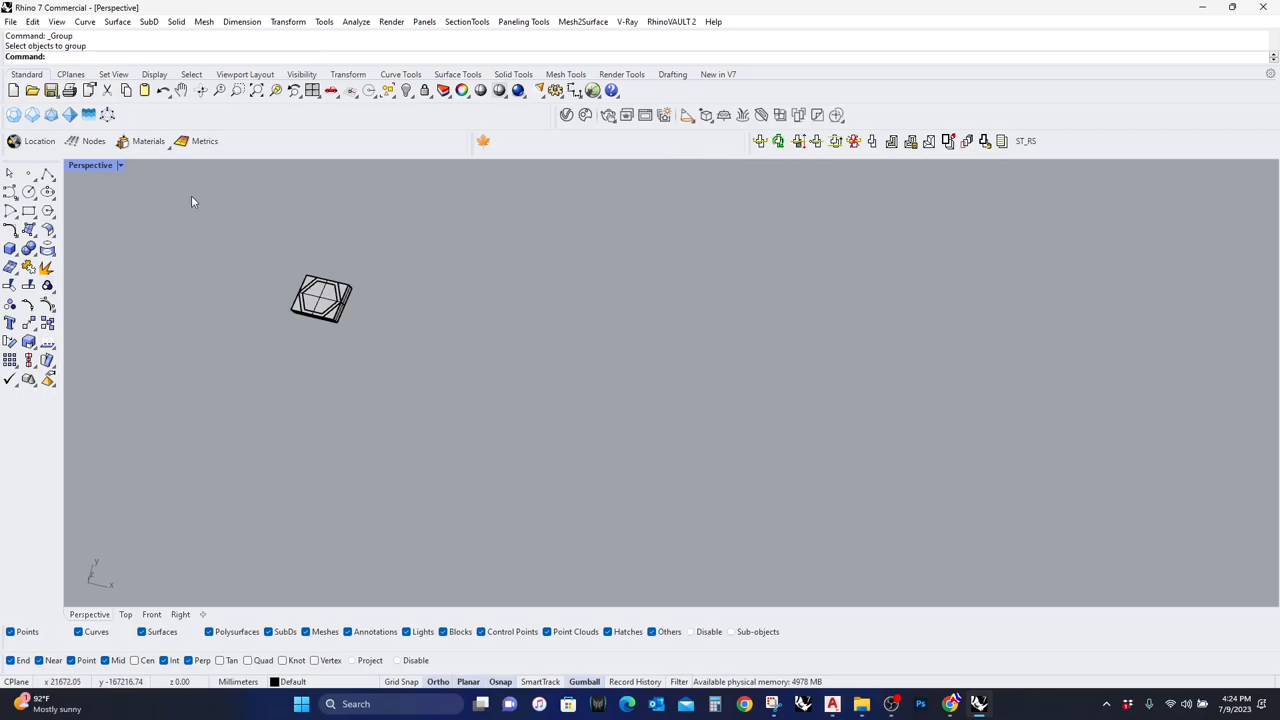 Rhino 7 Commercial - [Perspective]
File Edit View Curve Surface SubD Solid Mesh Dimension Transform Tools Analyze Render Panels SectionTools Paneling Tools Mesh2Surface V-Ray RhinoVAULT 2 Help
Command: _Group
Select objects to group
Command:
Standard CPlanes Set View Display Select Viewport Layout Visibility Transform Curve Tools Surface Tools Solid Tools Mesh Tools Render Tools Drafting New in V7
Location Nodes Materials Metrics ST_RS
Perspective
y
z
x
Perspective Top Front Right
Points Curves Surfaces Polysurfaces SubDs Meshes Annotations Lights Blocks Control Points Point Clouds Hatches Others Disable Sub-objects
End Near Point Mid Cen Int Perp Tan Quad Knot Vertex Project Disable
CPlane x 21672.05 y -167216.74 z 0.00 Millimeters Default Grid Snap Ortho Planar Osnap SmartTrack Gumball Record History Filter Available physical memory: 4978 MB
92°F
Mostly sunny
Search
4:24 PM
7/9/2023